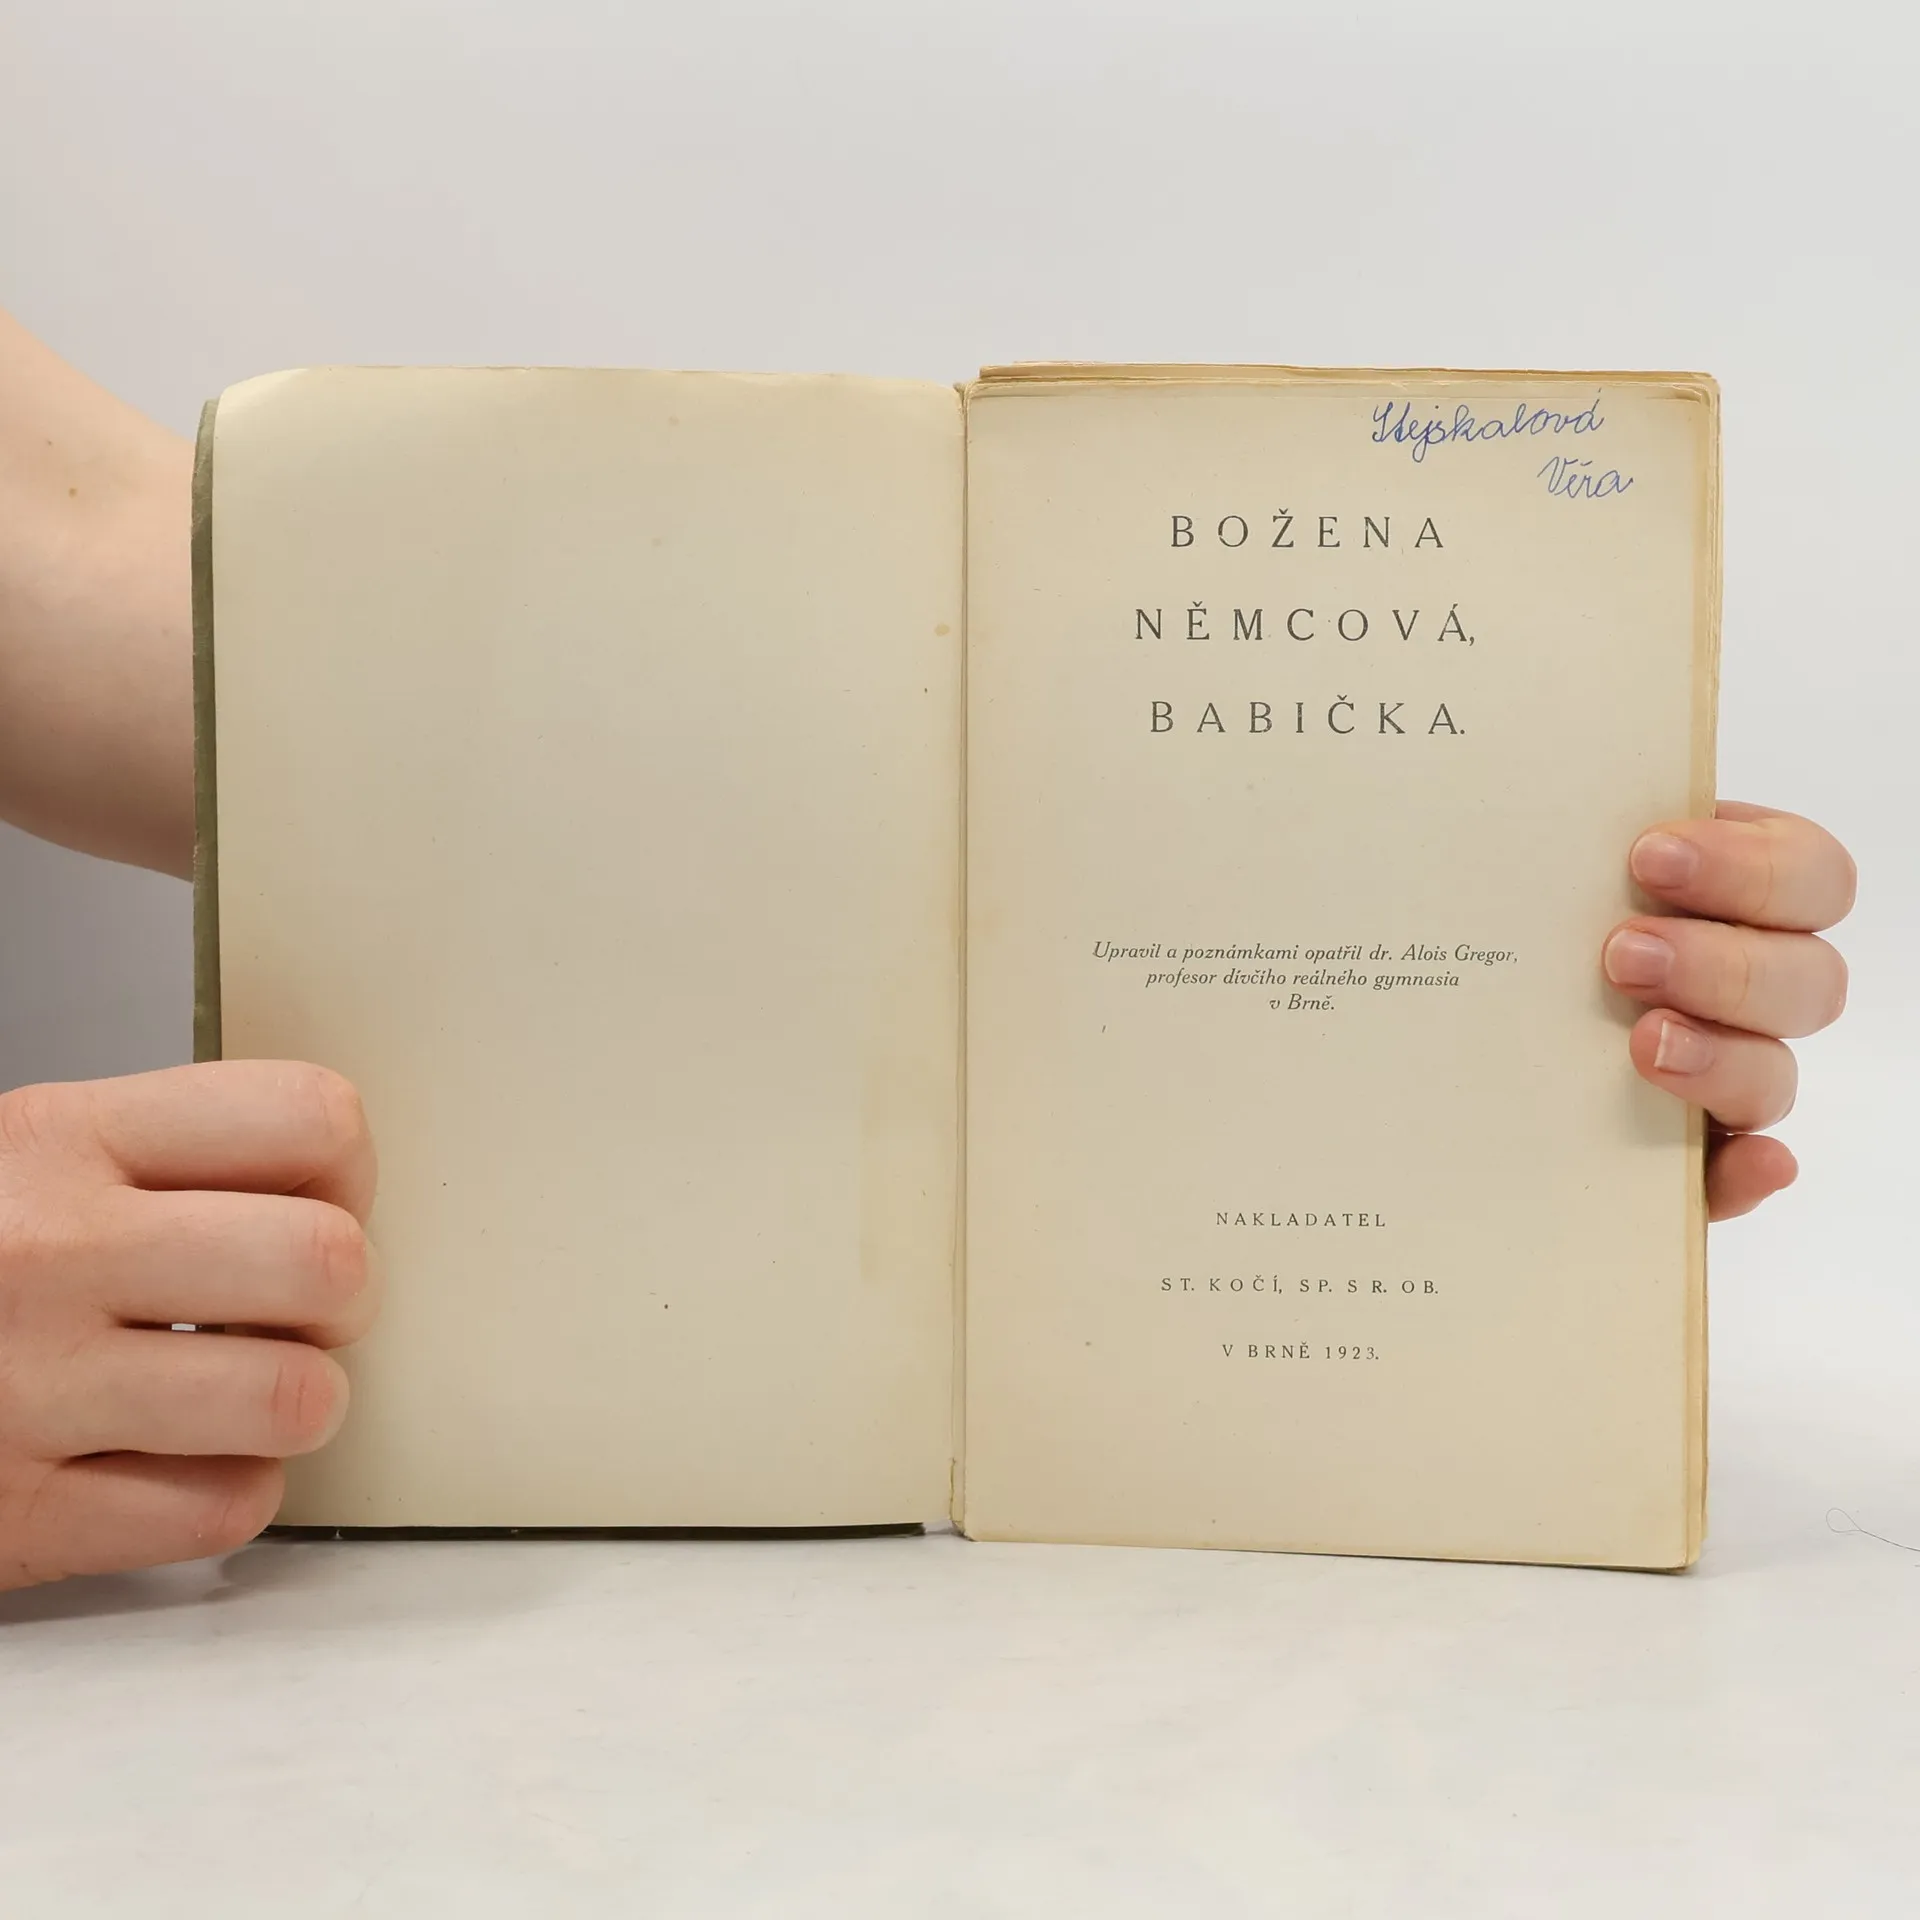 Stejskalová
Věra
BOŽENA
NĚMCOVÁ,
BABIČKA.
Upravil a poznámkami opatřil dr. Alois Gregor,
profesor dívčího reálného gymnasia
v Brně.
NAKLADATEL
ST. KOČÍ, SP. S R. OB.
V BRNĚ 1923.